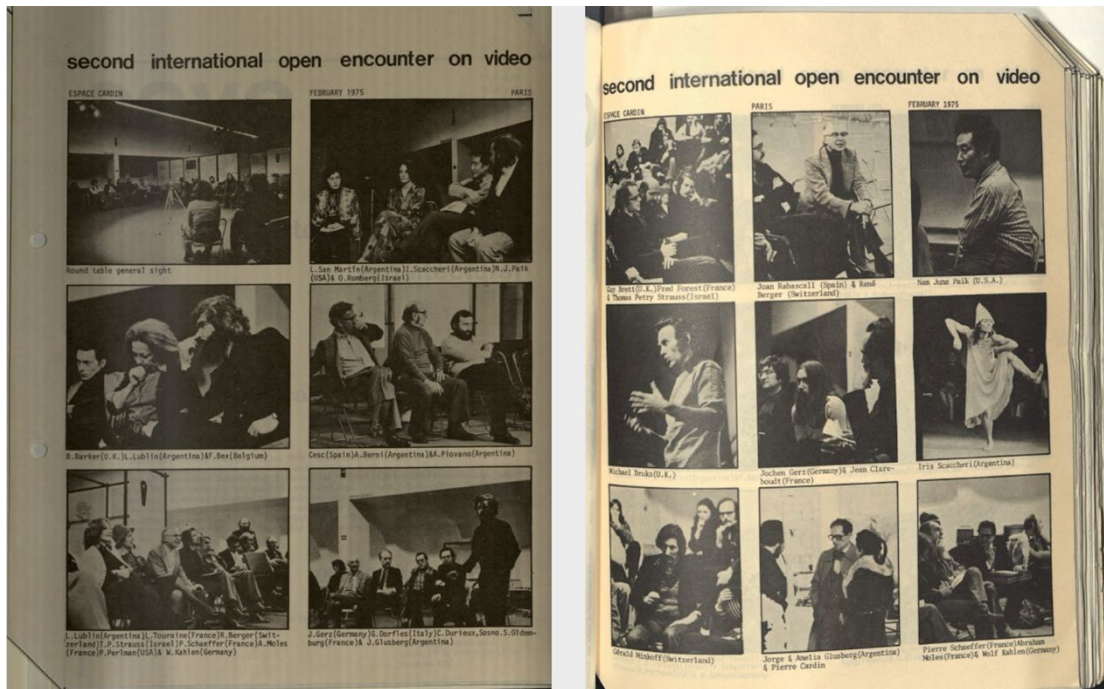 second international open encounter on video
ESPACE CARDIN
FEBRUARY 1975
PARIS
Round table general sight
L.San Martin(Argentina)I.Scaccheri(Argentina)N.J.Paik
(USA)& O.Romberg(Israel)
B.Barker(U.K.)L.Lublin(Argentina)&F.Bex(Belgium)
Cesc(Spain)A.Berni(Argentina)&A.Piovano(Argentina)
L.Lublin(Argentina)L.Touraine(France)R.Berger(Swit-
zerland)T.P.Strauss(Israel)P.Schaeffer(France)A.Moles
(France)P.Perlman(USA)& W.Kahlen(Germany)
J.Gerz(Germany)G.Dorfles(Italy)C.Durieux,Sosno.S.Oldem-
burg(France)& J.Glusberg(Argentina)
second international open encounter on video
ESPACE CARDIN
PARIS
FEBRUARY 1975
Guy Brett(U.K.)Fred Forest(France)
& Thomas Petry Strauss(Israel)
Joan Rabascall (Spain) & René
Berger (Switzerland)
Nam June Paik (U.S.A.)
Michael Druks(U.K.)
Jochen Gerz(Germany)& Jean Clare-
boudt(France)
Iris Scaccheri(Argentina)
Gérald Minkoff(Switzerland)
Jorge & Amelia Glusberg(Argentina)
& Pierre Cardin
Pierre Schaeffer(France)Abraham
Moles(France)& Wolf Kahlen(Germany)